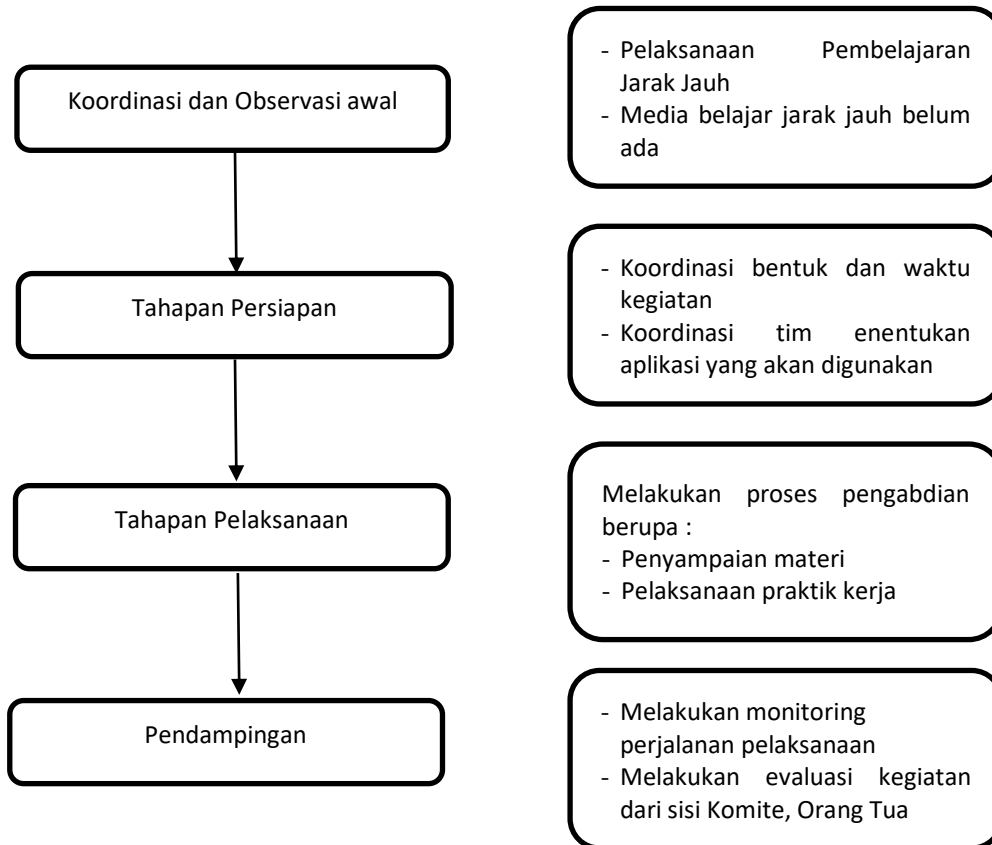 Koordinasi dan Observasi awal
- Pelaksanaan Pembelajaran
Jarak Jauh
- Media belajar jarak jauh belum
ada
Tahapan Persiapan
- Koordinasi bentuk dan waktu
kegiatan
- Koordinasi tim enentukan
aplikasi yang akan digunakan
Tahapan Pelaksanaan
Melakukan proses pengabdian
berupa :
- Penyampaian materi
- Pelaksanaan praktik kerja
Pendampingan
- Melakukan monitoring
perjalanan pelaksanaan
- Melakukan evaluasi kegiatan
dari sisi Komite, Orang Tua